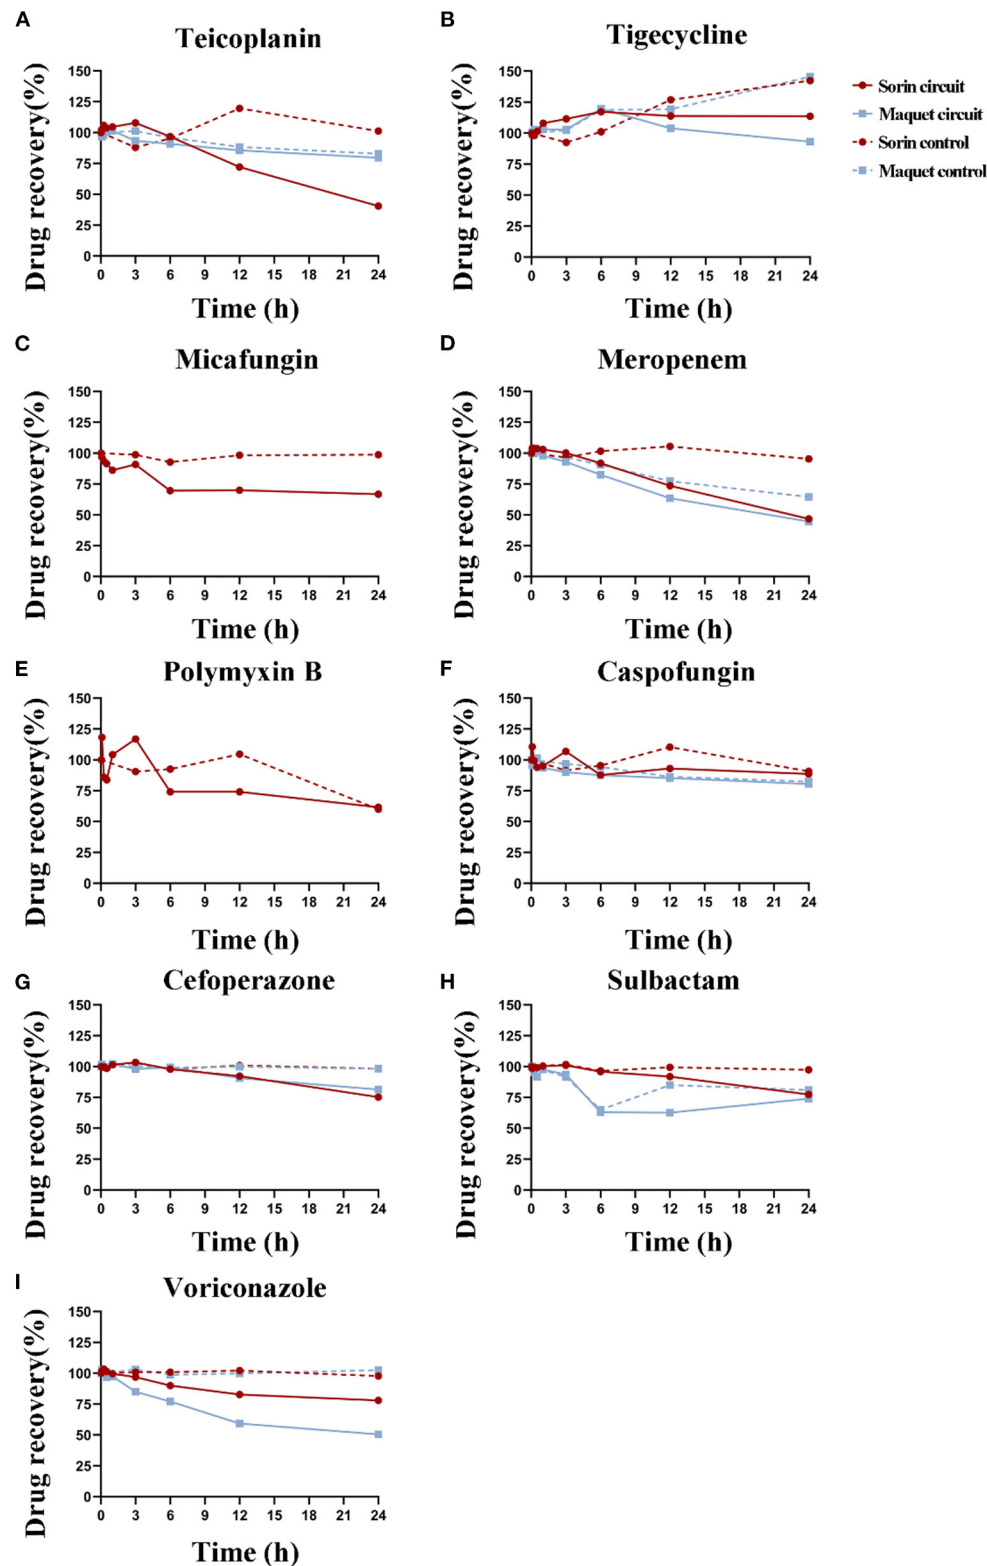 A
Teicoplanin
Drug recovery(%)
150
125
100
75
50
25
0
0 3 6 9 12 15 18 21 24
Time (h)
B
Tigecycline
Drug recovery(%)
150
125
100
75
50
25
0
0 3 6 9 12 15 18 21 24
Time (h)
Sorin circuit
Maquet circuit
Sorin control
Maquet control
C
Micafungin
Drug recovery(%)
150
125
100
75
50
25
0
0 3 6 9 12 15 18 21 24
Time (h)
D
Meropenem
Drug recovery(%)
150
125
100
75
50
25
0
0 3 6 9 12 15 18 21 24
Time (h)
E
Polymyxin B
Drug recovery(%)
150
125
100
75
50
25
0
0 3 6 9 12 15 18 21 24
Time (h)
F
Caspofungin
Drug recovery(%)
150
125
100
75
50
25
0
0 3 6 9 12 15 18 21 24
Time (h)
G
Cefoperazone
Drug recovery(%)
150
125
100
75
50
25
0
0 3 6 9 12 15 18 21 24
Time (h)
H
Sulbactam
Drug recovery(%)
150
125
100
75
50
25
0
0 3 6 9 12 15 18 21 24
Time (h)
I
Voriconazole
Drug recovery(%)
150
125
100
75
50
25
0
0 3 6 9 12 15 18 21 24
Time (h)